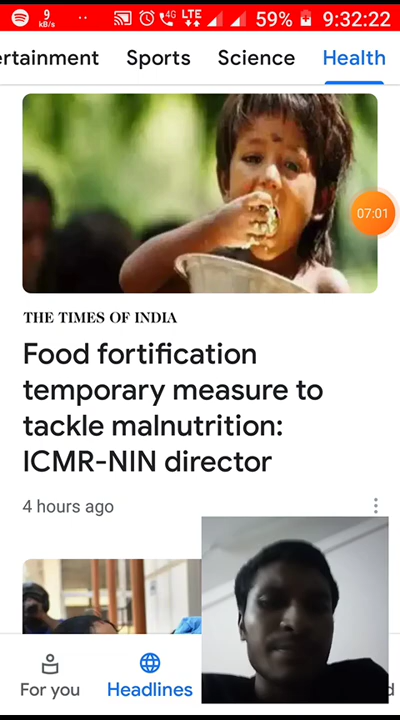 9
kB/s
4G
LTE
59%
9:32:22
ertainment Sports Science Health
07:01
THE TIMES OF INDIA
Food fortification
temporary measure to
tackle malnutrition:
ICMR-NIN director
4 hours ago
For you Headlines d